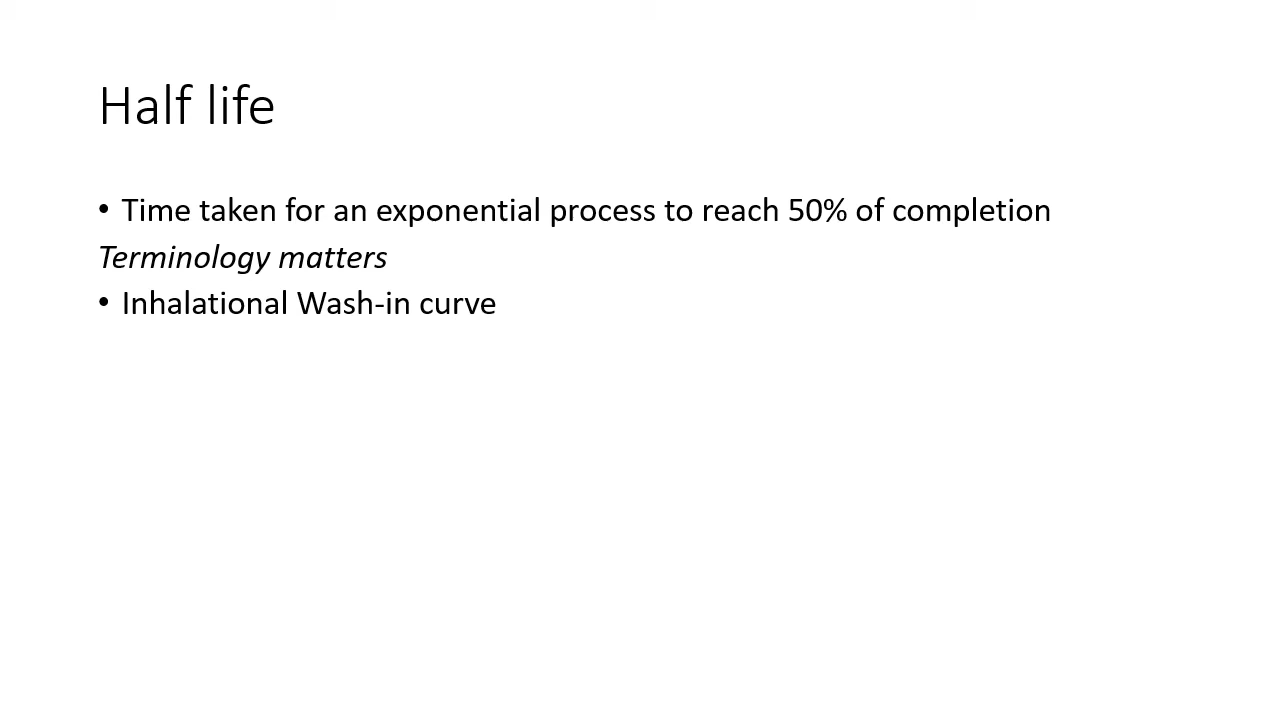 Half life
• Time taken for an exponential process to reach 50% of completion
Terminology matters
• Inhalational Wash-in curve